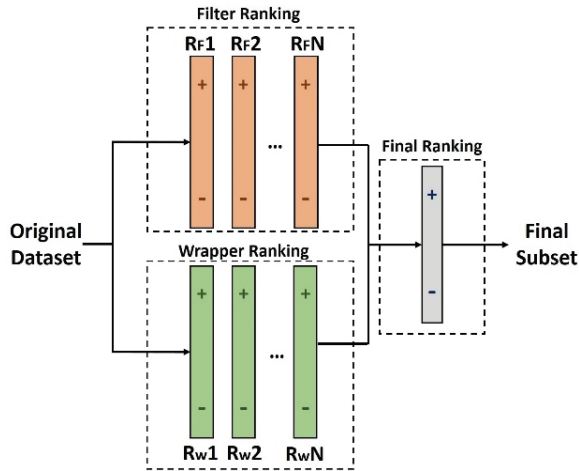 Filter Ranking
RF1 RF2 RFN
+ + +
...
- - -
Final Ranking
+
-
Original
Dataset
Final
Subset
Wrapper Ranking
+ + +
...
- - -
Rw1 Rw2 RwN